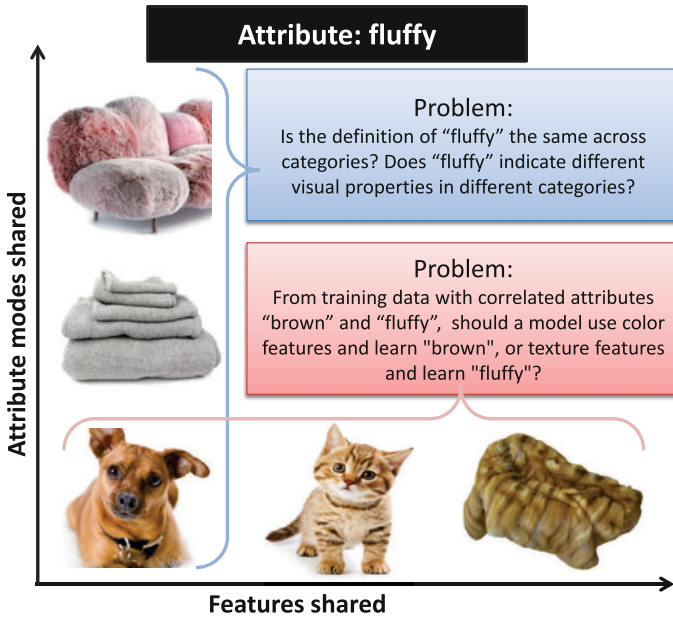 Attribute: fluffy
Problem:
Is the definition of “fluffy” the same across
categories? Does “fluffy” indicate different
visual properties in different categories?
Problem:
From training data with correlated attributes
“brown” and “fluffy”, should a model use color
features and learn "brown", or texture features
and learn "fluffy"?
Attribute modes shared
Features shared